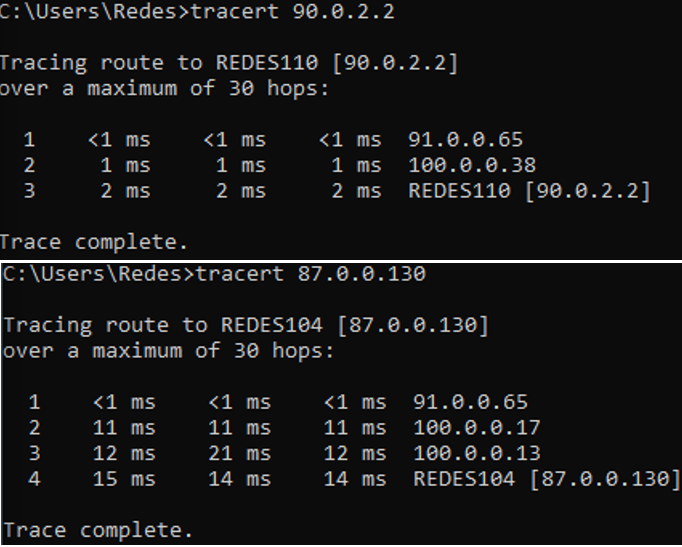 C:\Users\Redes>tracert 90.0.2.2
Tracing route to REDES110 [90.0.2.2]
over a maximum of 30 hops:
1 <1 ms <1 ms <1 ms 91.0.0.65
2 1 ms 1 ms 1 ms 100.0.0.38
3 2 ms 2 ms 2 ms REDES110 [90.0.2.2]
Trace complete.
C:\Users\Redes>tracert 87.0.0.130
Tracing route to REDES104 [87.0.0.130]
over a maximum of 30 hops:
1 <1 ms <1 ms <1 ms 91.0.0.65
2 11 ms 11 ms 11 ms 100.0.0.17
3 12 ms 21 ms 12 ms 100.0.0.13
4 15 ms 14 ms 14 ms REDES104 [87.0.0.130]
Trace complete.